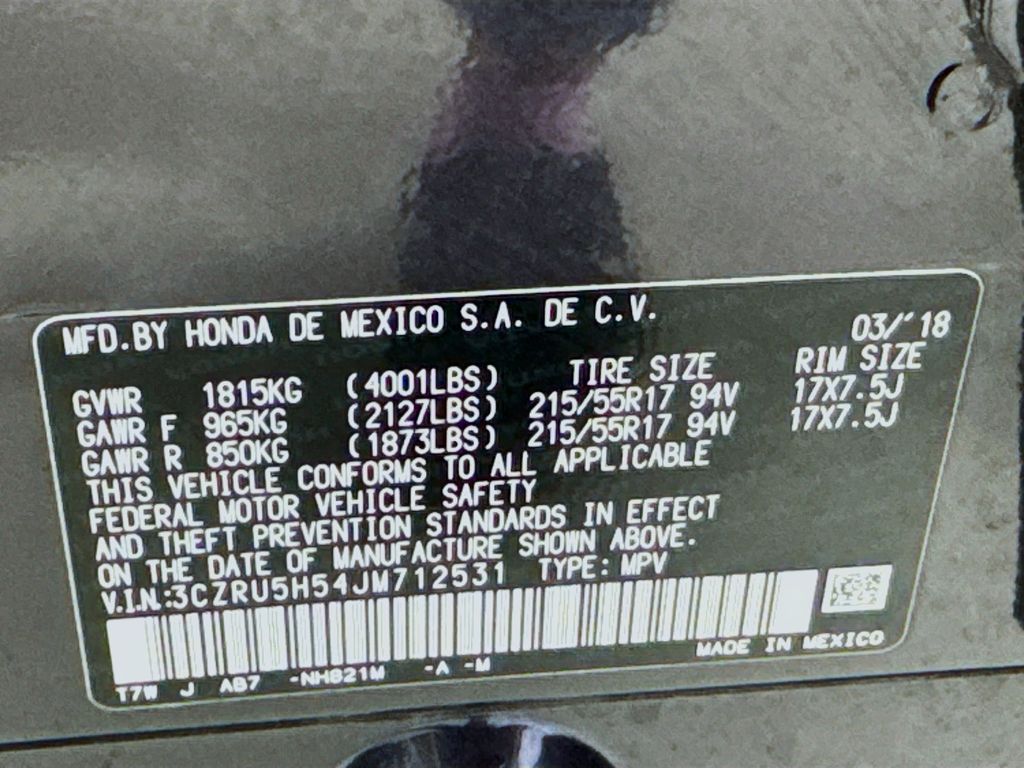 MFD.BY HONDA DE MEXICO S.A. DE C.V.
03/'18
GVWR 1815KG (4001LBS) TIRE SIZE RIM SIZE
GAWR F 965KG (2127LBS) 215/55R17 94V 17X7.5J
GAWR R 850KG (1873LBS) 215/55R17 94V 17X7.5J
THIS VEHICLE CONFORMS TO ALL APPLICABLE
FEDERAL MOTOR VEHICLE SAFETY
AND THEFT PREVENTION STANDARDS IN EFFECT
ON THE DATE OF MANUFACTURE SHOWN ABOVE.
V.I.N.:3CZRU5H54JM712531 TYPE: MPV
MADE IN MEXICO
T7W J AB7 -NH821M -A -M